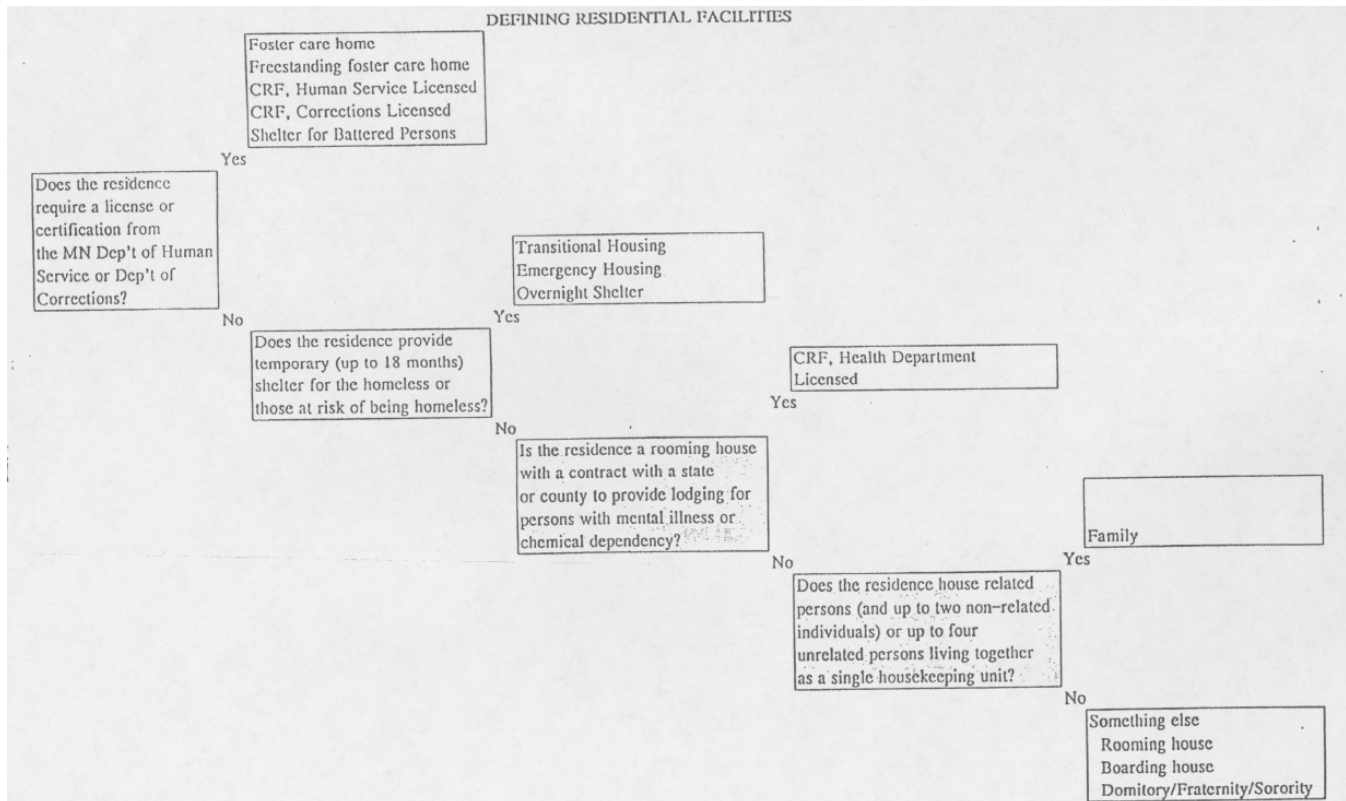 DEFINING RESIDENTIAL FACILITIES
Foster care home
Freestanding foster care home
CRF, Human Service Licensed
CRF, Corrections Licensed
Shelter for Battered Persons
Yes
Does the residence
require a license or
certification from
the MN Dep't of Human
Service or Dep't of
Corrections?
No
Transitional Housing
Emergency Housing
Overnight Shelter
Yes
Does the residence provide
temporary (up to 18 months)
shelter for the homeless or
those at risk of being homeless?
No
CRF, Health Department
Licensed
Yes
Is the residence a rooming house
with a contract with a state
or county to provide lodging for
persons with mental illness or
chemical dependency?
No
Family
Yes
Does the residence house related
persons (and up to two non-related
individuals) or up to four
unrelated persons living together
as a single housekeeping unit?
No
Something else
Rooming house
Boarding house
Domitory/Fraternity/Sorority